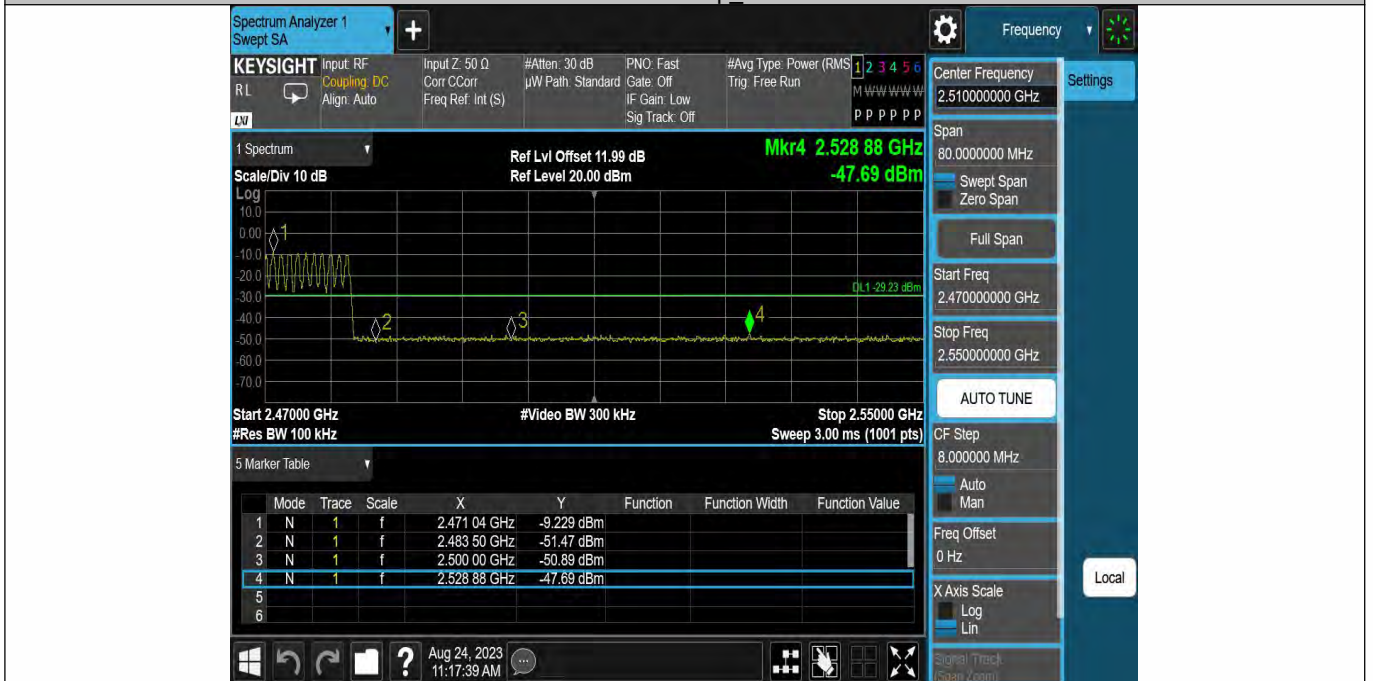 Spectrum Analyzer 1
Swept SA
+
Frequency
KEYSIGHT
RL
LXI
Input: RF
Coupling: DC
Align: Auto
Input Z: 50 Ω
Corr CCorr
Freq Ref: Int (S)
#Atten: 30 dB
µW Path: Standard
PNO: Fast
Gate: Off
IF Gain: Low
Sig Track: Off
#Avg Type: Power (RMS
Trig: Free Run
1 2 3 4 5 6
M W W W W W
P P P P P P
1 Spectrum
Scale/Div 10 dB
Ref Lvl Offset 11.99 dB
Ref Level 20.00 dBm
Mkr4 2.528 88 GHz
-47.69 dBm
Log
10.0
0.00
-10.0
-20.0
-30.0
-40.0
-50.0
-60.0
-70.0
1
2
3
4
DL1 -29.23 dBm
Start 2.47000 GHz
#Video BW 300 kHz
Stop 2.55000 GHz
#Res BW 100 kHz
Sweep 3.00 ms (1001 pts)
5 Marker Table
Mode Trace Scale X Y Function Function Width Function Value
1 N 1 f 2.471 04 GHz -9.229 dBm
2 N 1 f 2.483 50 GHz -51.47 dBm
3 N 1 f 2.500 00 GHz -50.89 dBm
4 N 1 f 2.528 88 GHz -47.69 dBm
5
6
?
Aug 24, 2023
11:17:39 AM
Center Frequency
2.510000000 GHz
Settings
Span
80.0000000 MHz
Swept Span
Zero Span
Full Span
Start Freq
2.470000000 GHz
Stop Freq
2.550000000 GHz
AUTO TUNE
CF Step
8.000000 MHz
Auto
Man
Freq Offset
0 Hz
X Axis Scale
Log
Lin
Local
Signal Track
(Span Zoom)